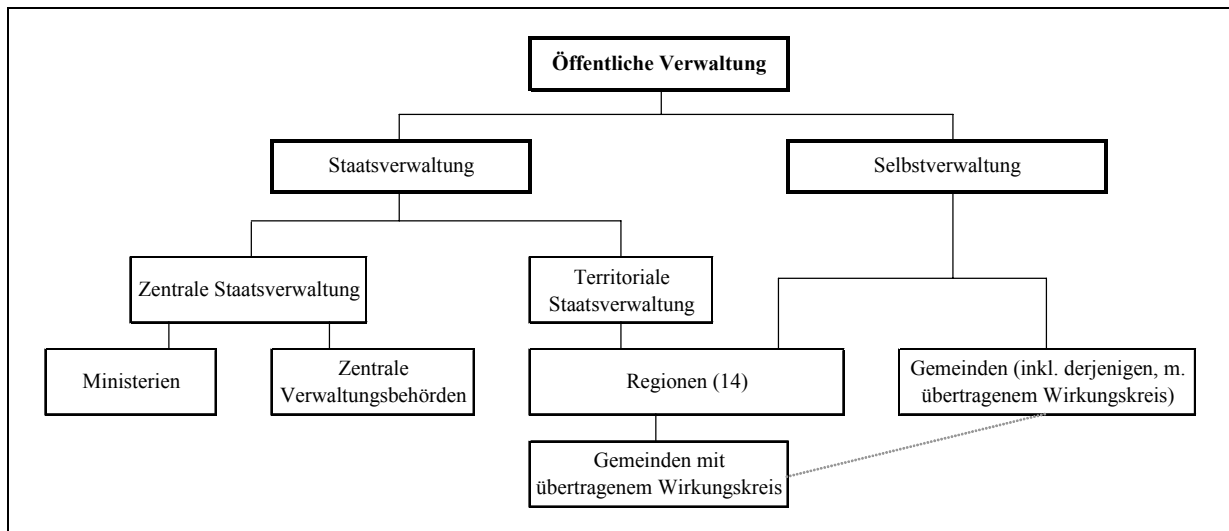 Öffentliche Verwaltung
Staatsverwaltung
Selbstverwaltung
Zentrale Staatsverwaltung
Territoriale
Staatsverwaltung
Ministerien
Zentrale
Verwaltungsbehörden
Regionen (14)
Gemeinden (inkl. derjenigen, m.
übertragenem Wirkungskreis)
Gemeinden mit
übertragenem Wirkungskreis